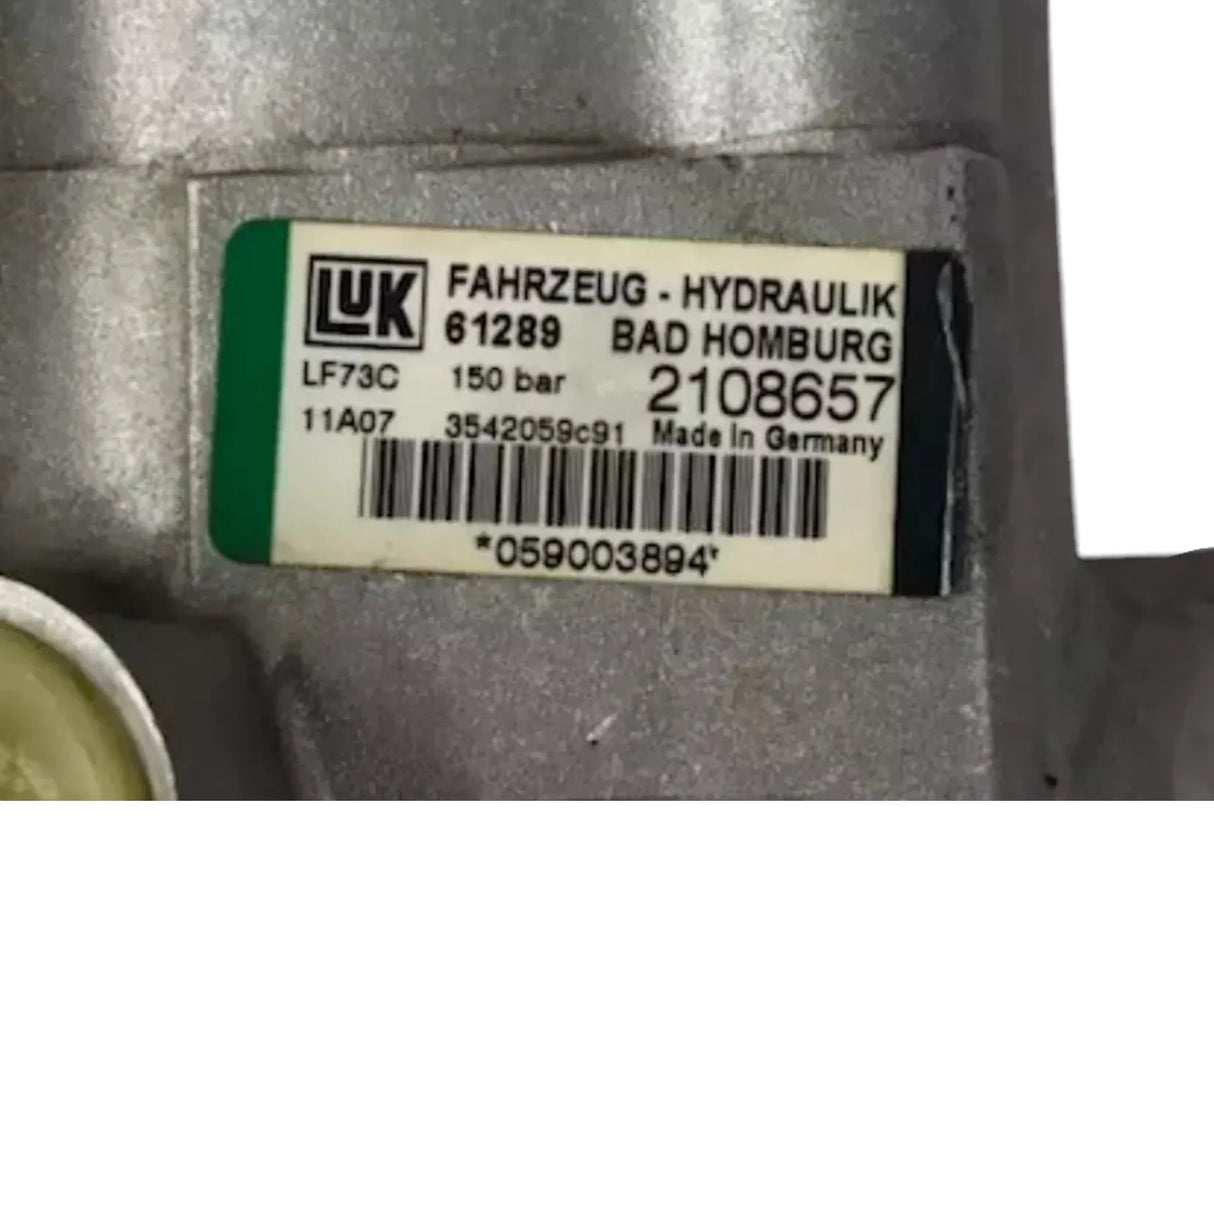 LUK
FAHRZEUG - HYDRAULIK
61289 BAD HOMBURG
LF73C 150 bar 2108657
11A07 3542059c91 Made in Germany
*059003894*